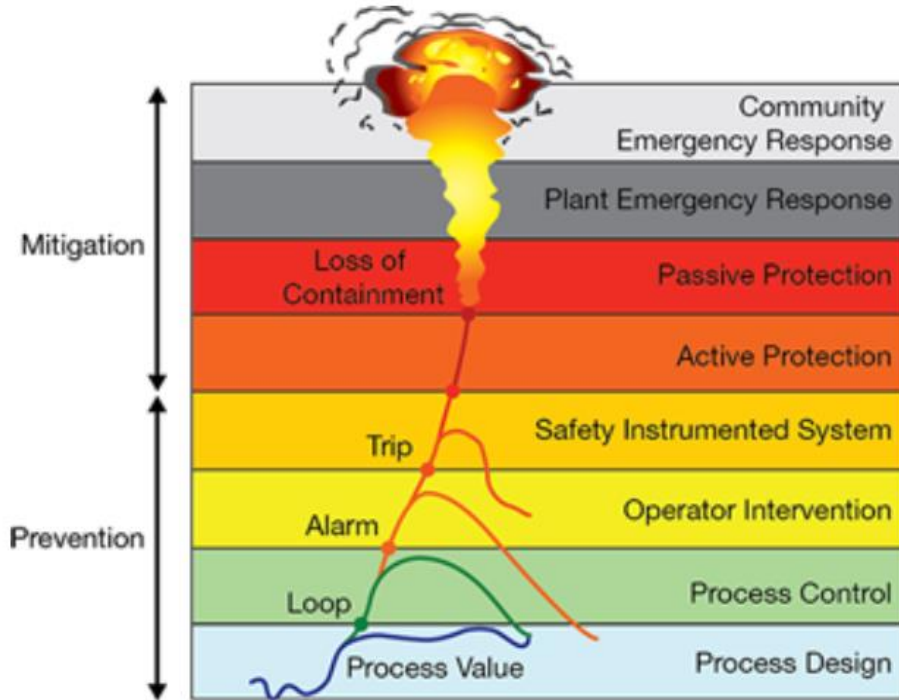 Community
Emergency Response
Plant Emergency Response
Mitigation
Loss of
Containment
Passive Protection
Active Protection
Trip
Safety Instrumented System
Prevention
Alarm
Operator Intervention
Loop
Process Control
Process Value
Process Design